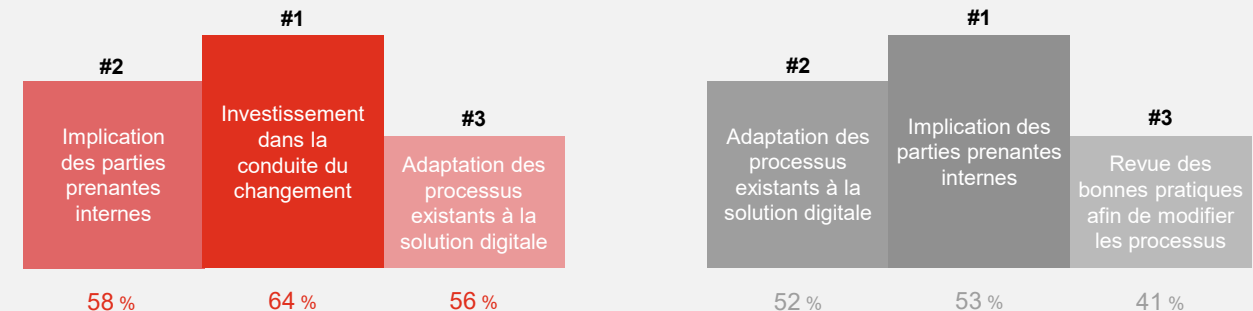 #1
#2
Implication
des parties
prenantes
internes
Investissement
dans la
conduite du
changement
#3
Adaptation des
processus
existants à la
solution digitale
58 %
64 %
56 %
#1
#2
Adaptation des
processus
existants à la
solution digitale
Implication des
parties prenantes
internes
#3
Revue des
bonnes pratiques
afin de modifier
les processus
52 %
53 %
41 %